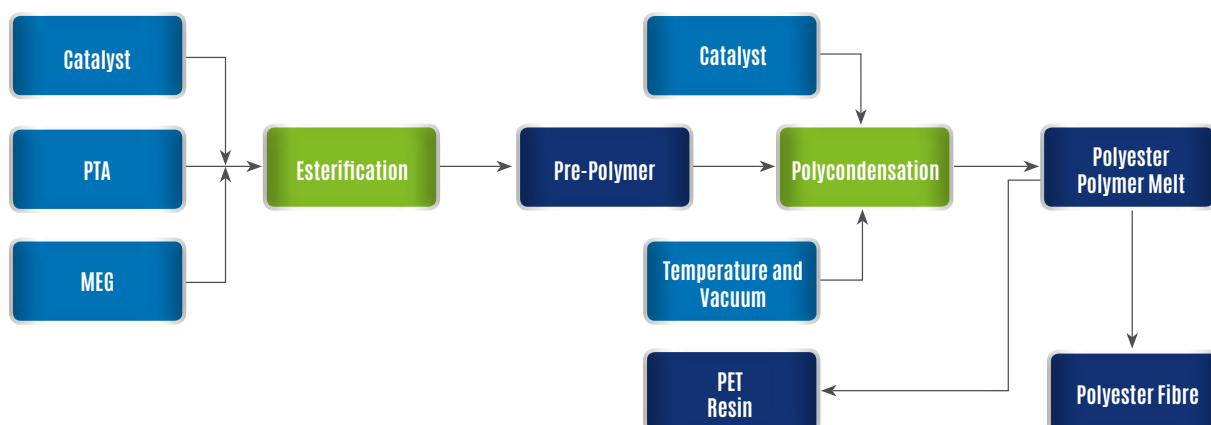 Catalyst
Catalyst
PTA
Esterification
Pre-Polymer
Polycondensation
Polyester
Polymer Melt
MEG
Temperature and
Vacuum
PET
Resin
Polyester Fibre